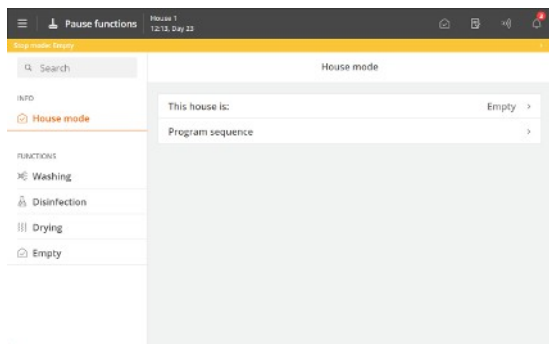 Pause functions
House 1
12:13, Day 23
Stop mode: Empty
Search
House mode
INFO
House mode
This house is:
Empty
Program sequence
FUNCTIONS
Washing
Disinfection
Drying
Empty